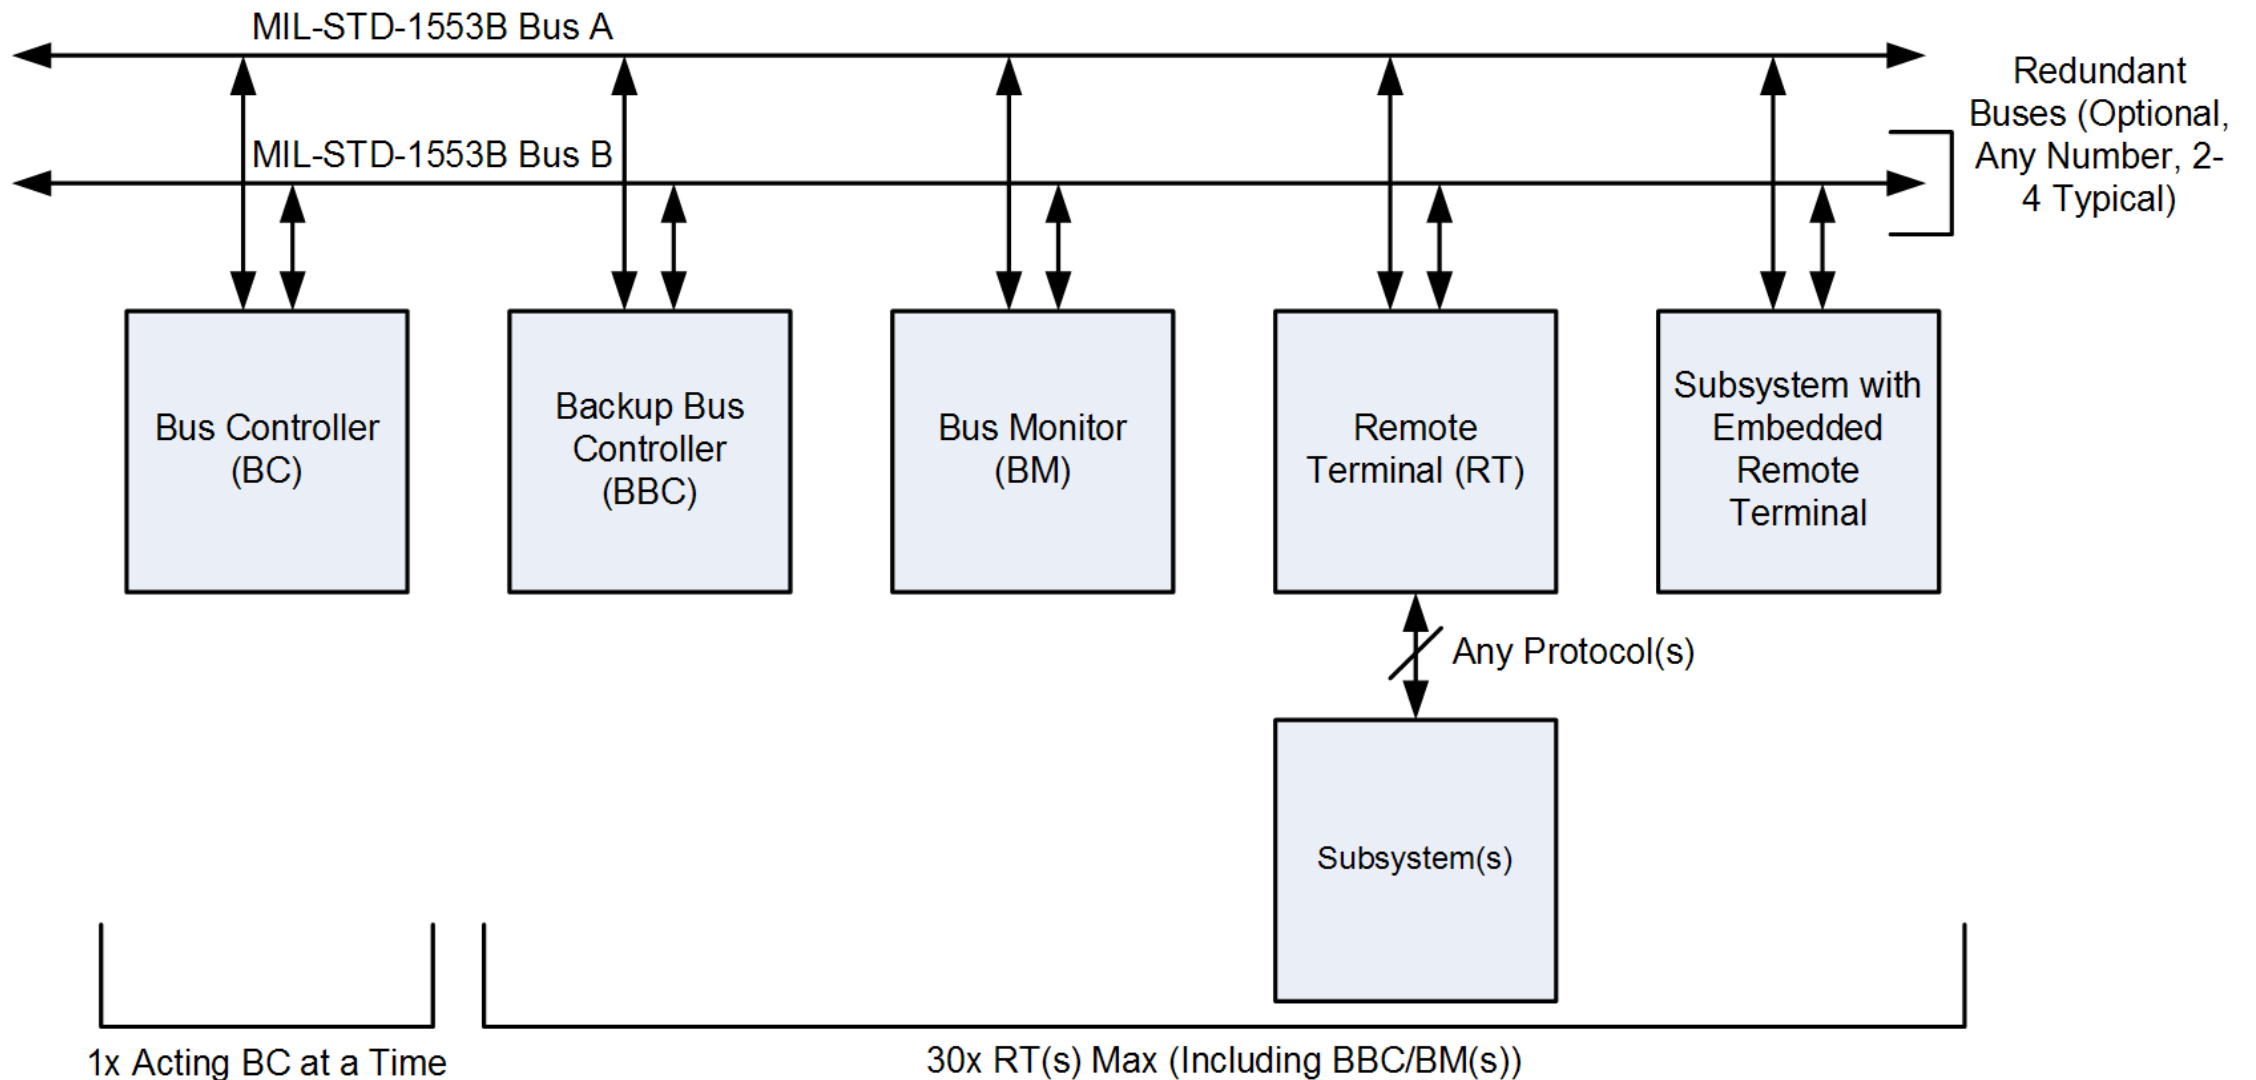 MIL-STD-1553B Bus A
MIL-STD-1553B Bus B
Redundant
Buses (Optional,
Any Number, 2-
4 Typical)
Bus Controller
(BC)
Backup Bus
Controller
(BBC)
Bus Monitor
(BM)
Remote
Terminal (RT)
Subsystem with
Embedded
Remote
Terminal
Any Protocol(s)
Subsystem(s)
1x Acting BC at a Time
30x RT(s) Max (Including BBC/BM(s))